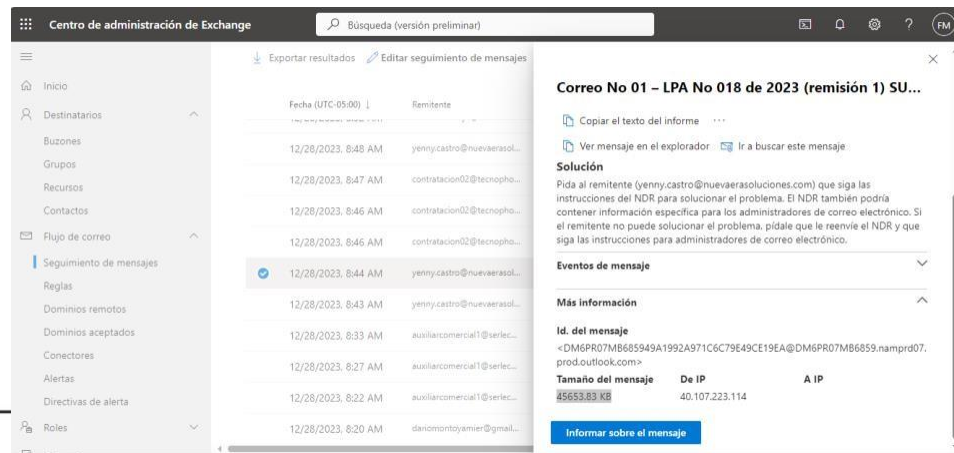 Centro de administración de Exchange
Búsqueda (versión preliminar)
FM
Inicio
Destinatarios
Buzones
Grupos
Recursos
Contactos
Flujo de correo
Seguimiento de mensajes
Reglas
Dominios remotos
Dominios aceptados
Conectores
Alertas
Directivas de alerta
Roles
Exportar resultados
Editar seguimiento de mensajes
Fecha (UTC-05:00) Remitente
12/28/2023, 8:48 AM yenny.castro@nuevaerasol...
12/28/2023, 8:47 AM contratacion02@tecnopho...
12/28/2023, 8:46 AM contratacion02@tecnopho...
12/28/2023, 8:46 AM contratacion02@tecnopho...
12/28/2023, 8:44 AM yenny.castro@nuevaerasol...
12/28/2023, 8:43 AM yenny.castro@nuevaerasol...
12/28/2023, 8:33 AM auxiliarcomercial1@serlec...
12/28/2023, 8:27 AM auxiliarcomercial1@serlec...
12/28/2023, 8:22 AM auxiliarcomercial1@serlec...
12/28/2023, 8:20 AM dariomontoyamier@gmail...
Correo No 01 – LPA No 018 de 2023 (remisión 1) SU...
Copiar el texto del informe ...
Ver mensaje en el explorador Ir a buscar este mensaje
Solución
Pida al remitente (yenny.castro@nuevaerasoluciones.com) que siga las
instrucciones del NDR para solucionar el problema. El NDR también podría
contener información específica para los administradores de correo electrónico. Si
el remitente no puede solucionar el problema, pídale que le reenvíe el NDR y que
siga las instrucciones para administradores de correo electrónico.
Eventos de mensaje
Más información
Id. del mensaje
<DM6PR07MB685949A1992A971C6C79E49CE19EA@DM6PR07MB6859.namprd07.
prod.outlook.com>
Tamaño del mensaje De IP A IP
45653.83 KB 40.107.223.114
Informar sobre el mensaje